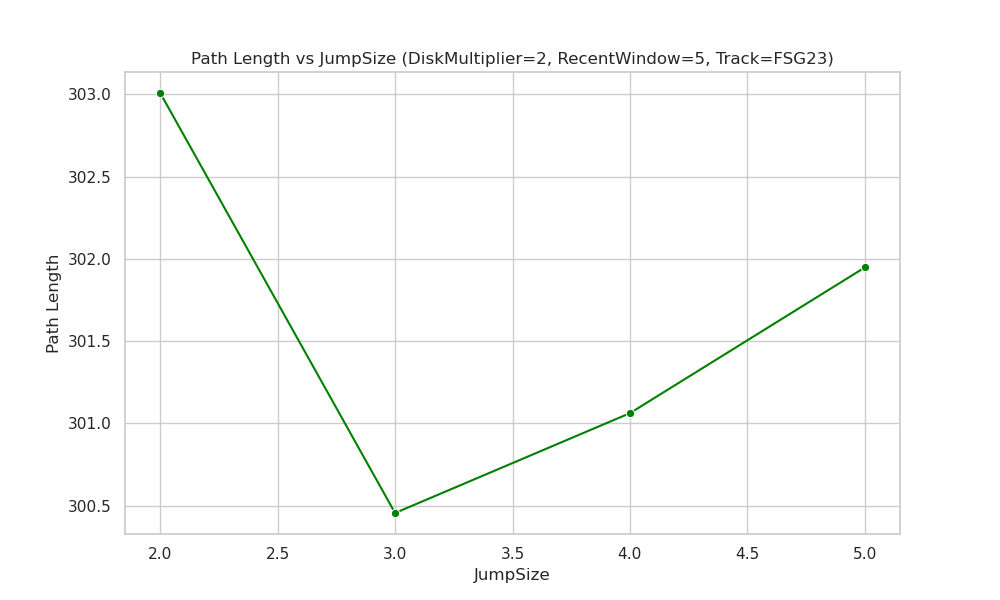 Path Length vs JumpSize (DiskMultiplier=2, RecentWindow=5, Track=FSG23)
Path Length
303.0
302.5
302.0
301.5
301.0
300.5
2.0 2.5 3.0 3.5 4.0 4.5 5.0
JumpSize